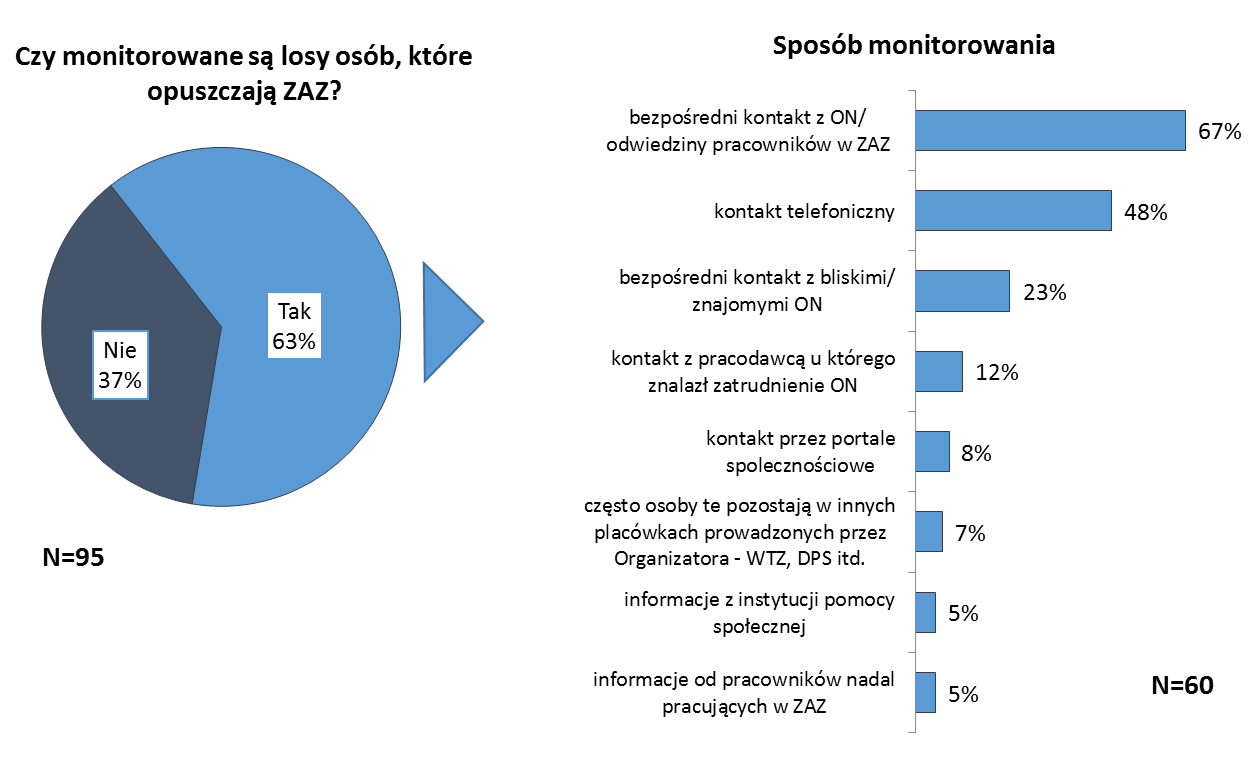 Czy monitorowane są losy osób, które
opuszczają ZAZ?
Tak
63%
Nie
37%
N=95
Sposób monitorowania
bezpośredni kontakt z ON/
odwiedziny pracowników w ZAZ
67%
kontakt telefoniczny
48%
bezpośredni kontakt z bliskimi/
znajomymi ON
23%
kontakt z pracodawcą u którego
znalazł zatrudnienie ON
12%
kontakt przez portale
spolecznościowe
8%
często osoby te pozostają w innych
placówkach prowadzonych przez
Organizatora - WTZ, DPS itd.
7%
informacje z instytucji pomocy
społecznej
5%
informacje od pracowników nadal
pracujących w ZAZ
5%
N=60